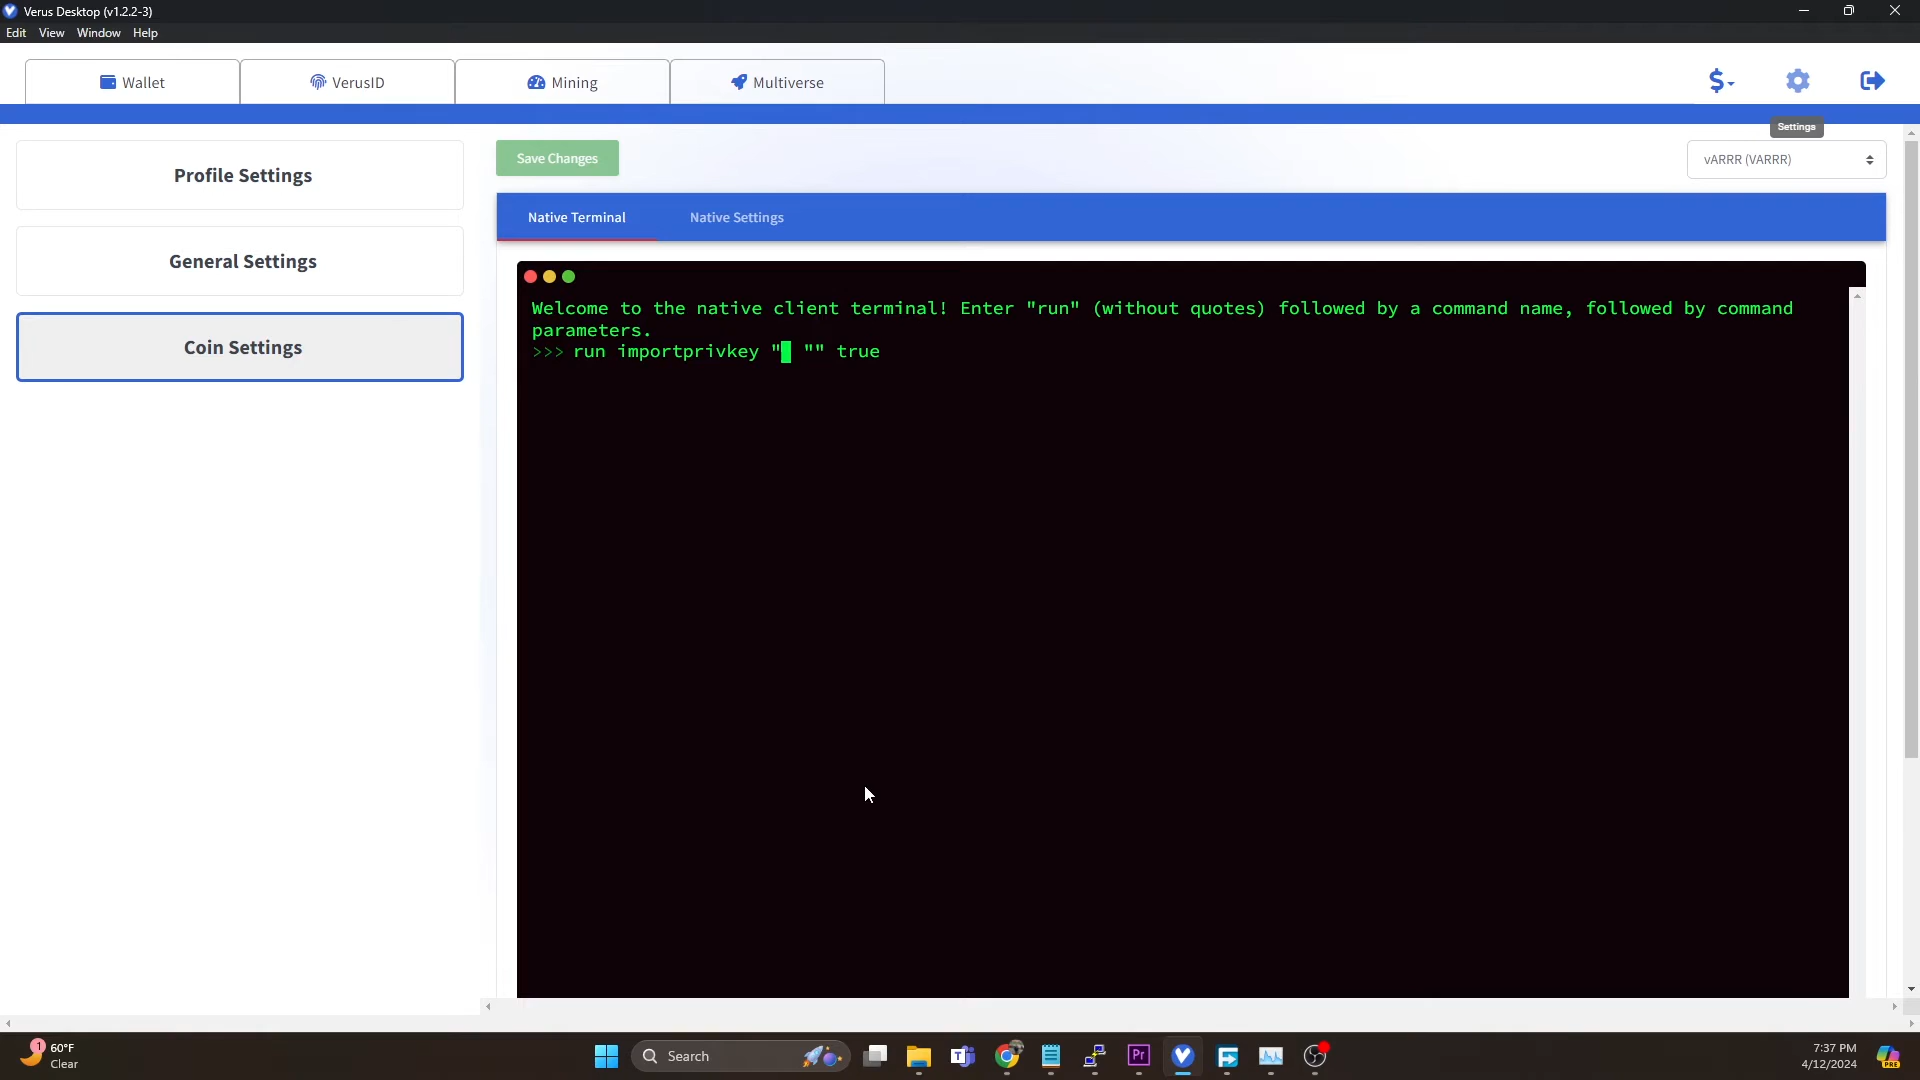 Verus Desktop (v1.2.2-3)
Edit View Window Help
Wallet VerusID Mining Multiverse
Settings
Profile Settings
General Settings
Coin Settings
Save Changes
vARRR (VARRR)
Native Terminal Native Settings
Welcome to the native client terminal! Enter "run" (without quotes) followed by a command name, followed by command
parameters.
>>> run importprivkey "" "" true
1
60°F
Clear
Search
7:37 PM
4/12/2024
PRE